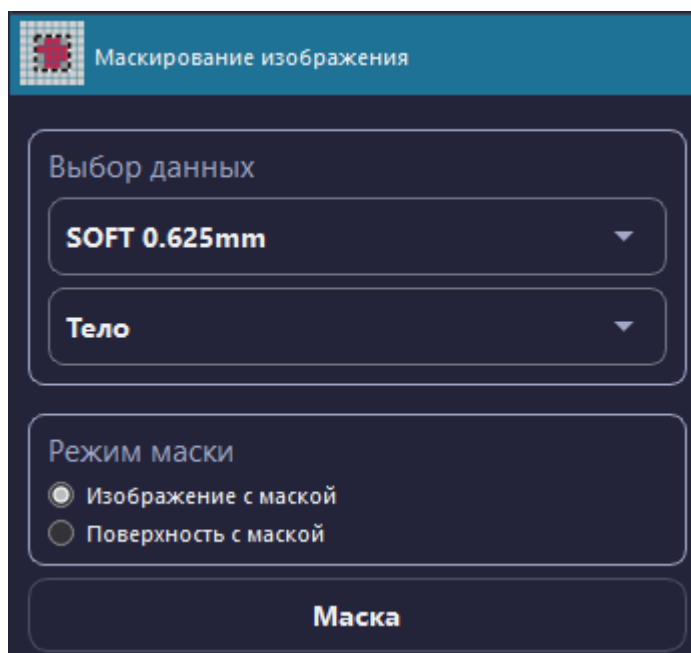 Маскирование изображения
Выбор данных
SOFT 0.625mm
Тело
Режим маски
Изображение с маской
Поверхность с маской
Маска